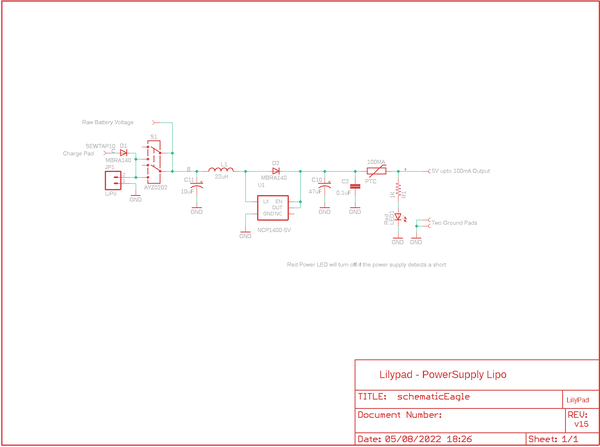 Raw Battery Voltage
S1
SEWTAP10
D1
Charge Pad
MBRA140
JP1
LIPO
AYZ0202
GND
C11
10uF
GND
L1
22uH
D2
MBRA140
U1
LX EN
OUT
GND NC
NCP1400-5V
GND
C10
47uF
GND
C2
0.1uF
GND
100MA
PTC
5V upto 100mA Output
R1
1K
Red
LED1
GND
GND
Two Ground Pads
Red Power LED will turn off if the power supply detects a short
Lilypad - PowerSupply Lipo
TITLE: schematicEagle
LilyPad
Document Number:
REV:
v15
Date: 05/08/2022 18:26
Sheet: 1/1